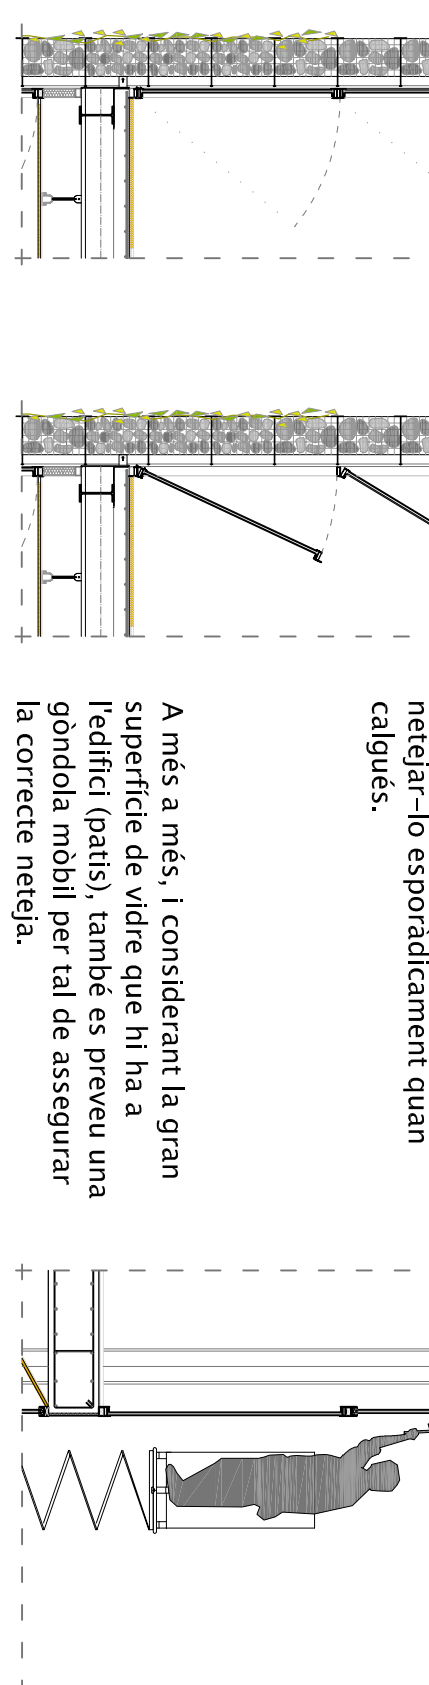 netejar-lo esporàdicament quan
calgués.
A més a més, i considerant la gran
superfície de vidre que hi ha a
l'edifici (patis), també es preveu una
gòndola mòbil per tal de assegurar
la correcte neteja.